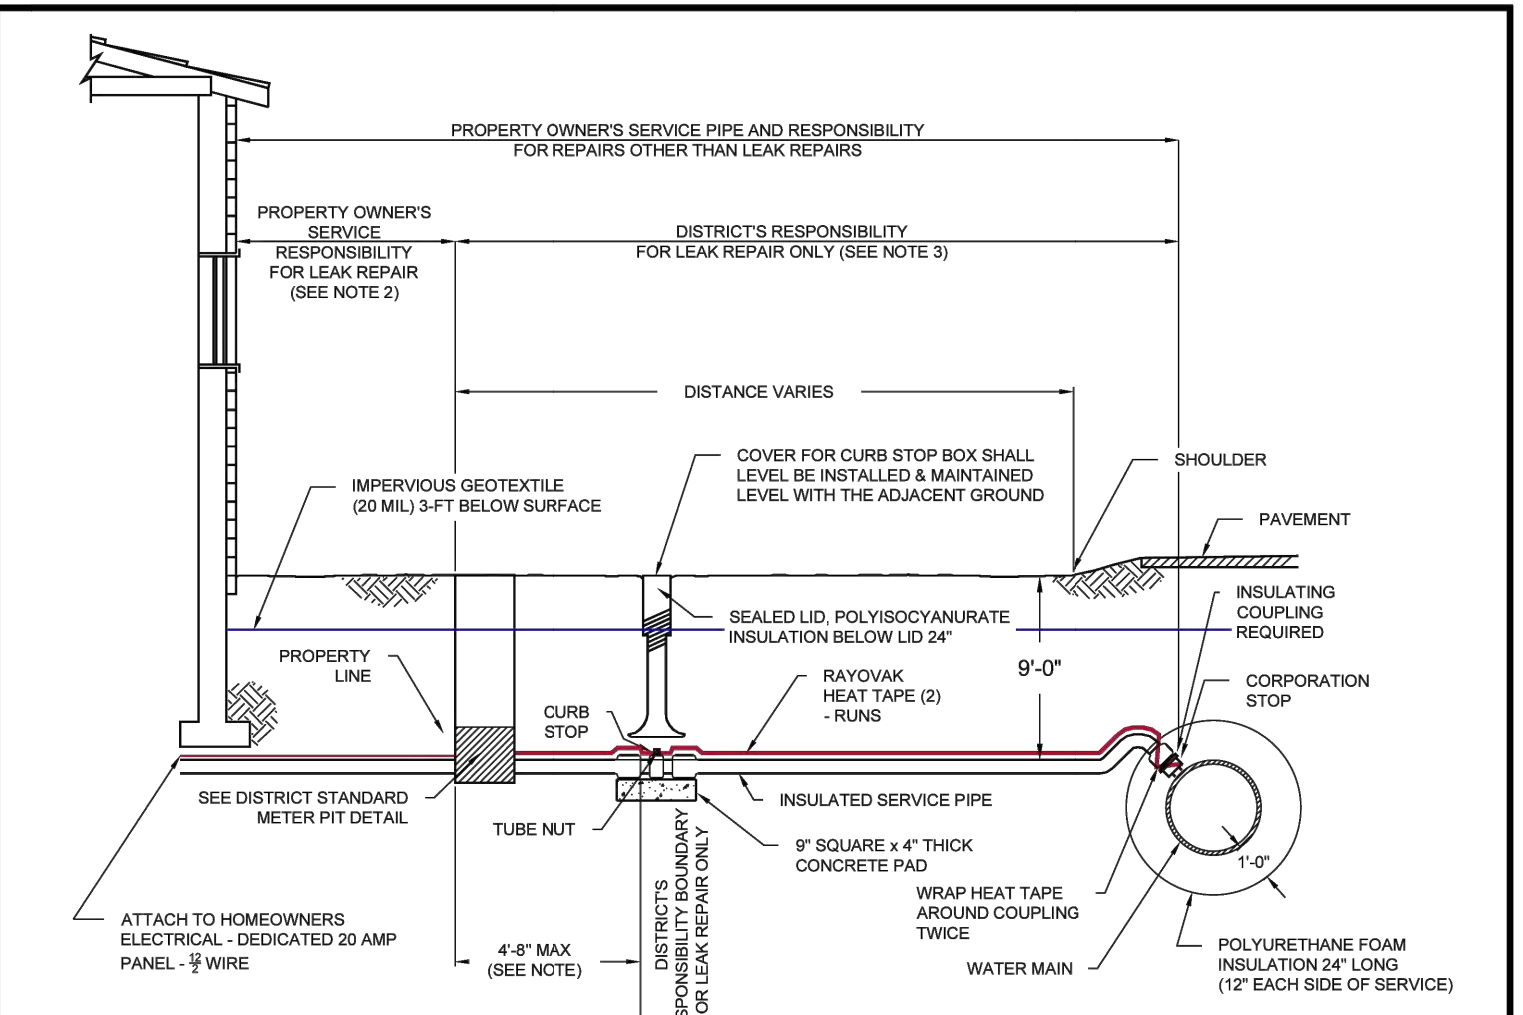 PROPERTY OWNER'S SERVICE PIPE AND RESPONSIBILITY
FOR REPAIRS OTHER THAN LEAK REPAIRS
PROPERTY OWNER'S
SERVICE
RESPONSIBILITY
FOR LEAK REPAIR
(SEE NOTE 2)
DISTRICT'S RESPONSIBILITY
FOR LEAK REPAIR ONLY (SEE NOTE 3)
DISTANCE VARIES
COVER FOR CURB STOP BOX SHALL
LEVEL BE INSTALLED & MAINTAINED
LEVEL WITH THE ADJACENT GROUND
SHOULDER
IMPERVIOUS GEOTEXTILE
(20 MIL) 3-FT BELOW SURFACE
PAVEMENT
INSULATING
COUPLING
REQUIRED
SEALED LID, POLYISOCYANURATE
INSULATION BELOW LID 24"
PROPERTY
LINE
RAYOVAK
HEAT TAPE (2)
- RUNS
9'-0"
CORPORATION
STOP
CURB
STOP
SEE DISTRICT STANDARD
METER PIT DETAIL
INSULATED SERVICE PIPE
TUBE NUT
9" SQUARE x 4" THICK
CONCRETE PAD
1'-0"
WRAP HEAT TAPE
AROUND COUPLING
TWICE
ATTACH TO HOMEOWNERS
ELECTRICAL - DEDICATED 20 AMP
PANEL - 12/2 WIRE
4'-8" MAX
(SEE NOTE)
DISTRICT'S
SPONSIBILITY BOUNDARY
OR LEAK REPAIR ONLY
WATER MAIN
POLYURETHANE FOAM
INSULATION 24" LONG
(12" EACH SIDE OF SERVICE)